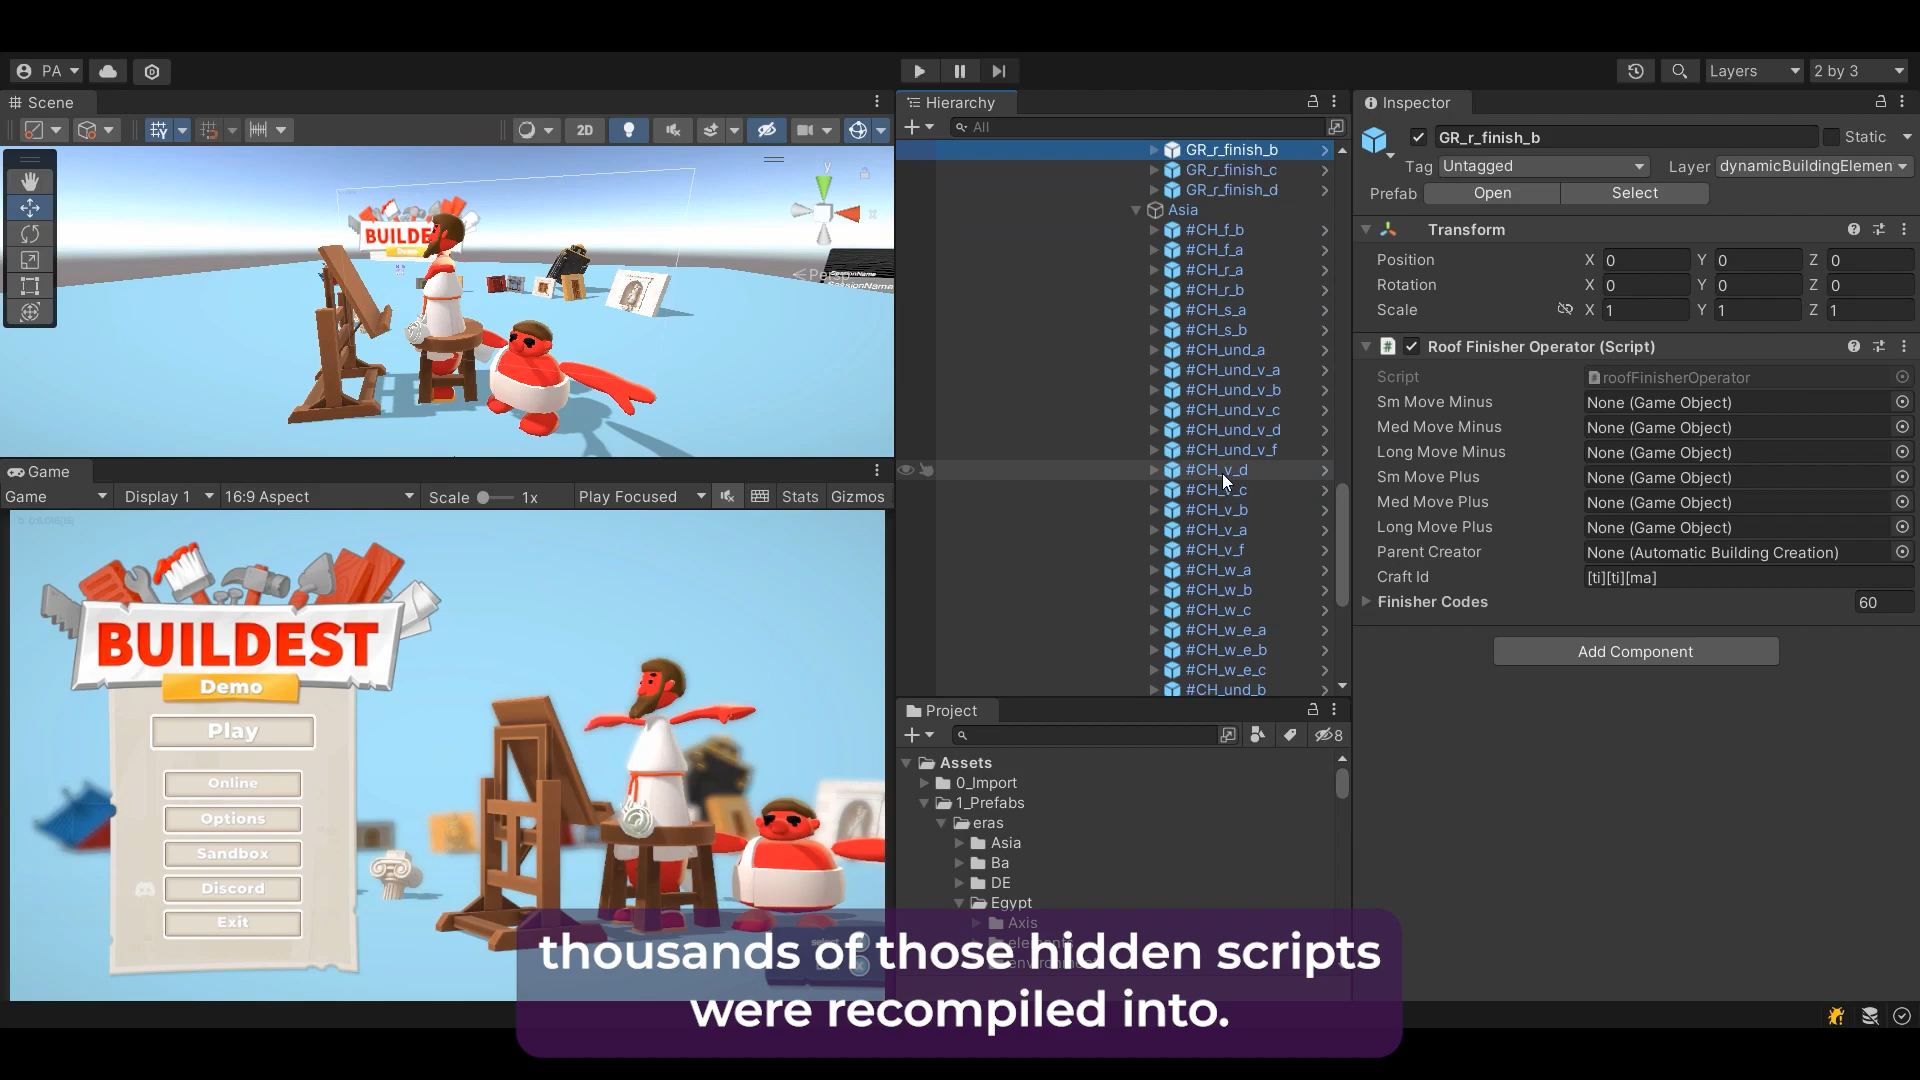 PA
Layers
2 by 3
Scene
2D
BUILDE
Demo
y
Persp
SessionName
Game
Game
Display 1
16:9 Aspect
Scale
1x
Play Focused
Stats
Gizmos
BUILDEST
Demo
Play
Online
Options
Sandbox
Discord
Exit
Hierarchy
All
GR_r_finish_b
GR_r_finish_c
GR_r_finish_d
Asia
#CH_f_b
#CH_f_a
#CH_r_a
#CH_r_b
#CH_s_a
#CH_s_b
#CH_und_a
#CH_und_v_a
#CH_und_v_b
#CH_und_v_c
#CH_und_v_d
#CH_und_v_f
#CH_v_d
#CH_v_c
#CH_v_b
#CH_v_a
#CH_v_f
#CH_w_a
#CH_w_b
#CH_w_c
#CH_w_e_a
#CH_w_e_b
#CH_w_e_c
#CH_und_b
Project
8
Assets
0_Import
1_Prefabs
eras
Asia
Ba
DE
Egypt
Axis
Inspector
GR_r_finish_b
Static
Tag Untagged Layer dynamicBuildingElemen
Prefab Open Select
Transform
Position X 0 Y 0 Z 0
Rotation X 0 Y 0 Z 0
Scale X 1 Y 1 Z 1
Roof Finisher Operator (Script)
Script roofFinisherOperator
Sm Move Minus None (Game Object)
Med Move Minus None (Game Object)
Long Move Minus None (Game Object)
Sm Move Plus None (Game Object)
Med Move Plus None (Game Object)
Long Move Plus None (Game Object)
Parent Creator None (Automatic Building Creation)
Craft Id [ti][ti][ma]
Finisher Codes 60
Add Component
thousands of those hidden scripts
were recompiled into.